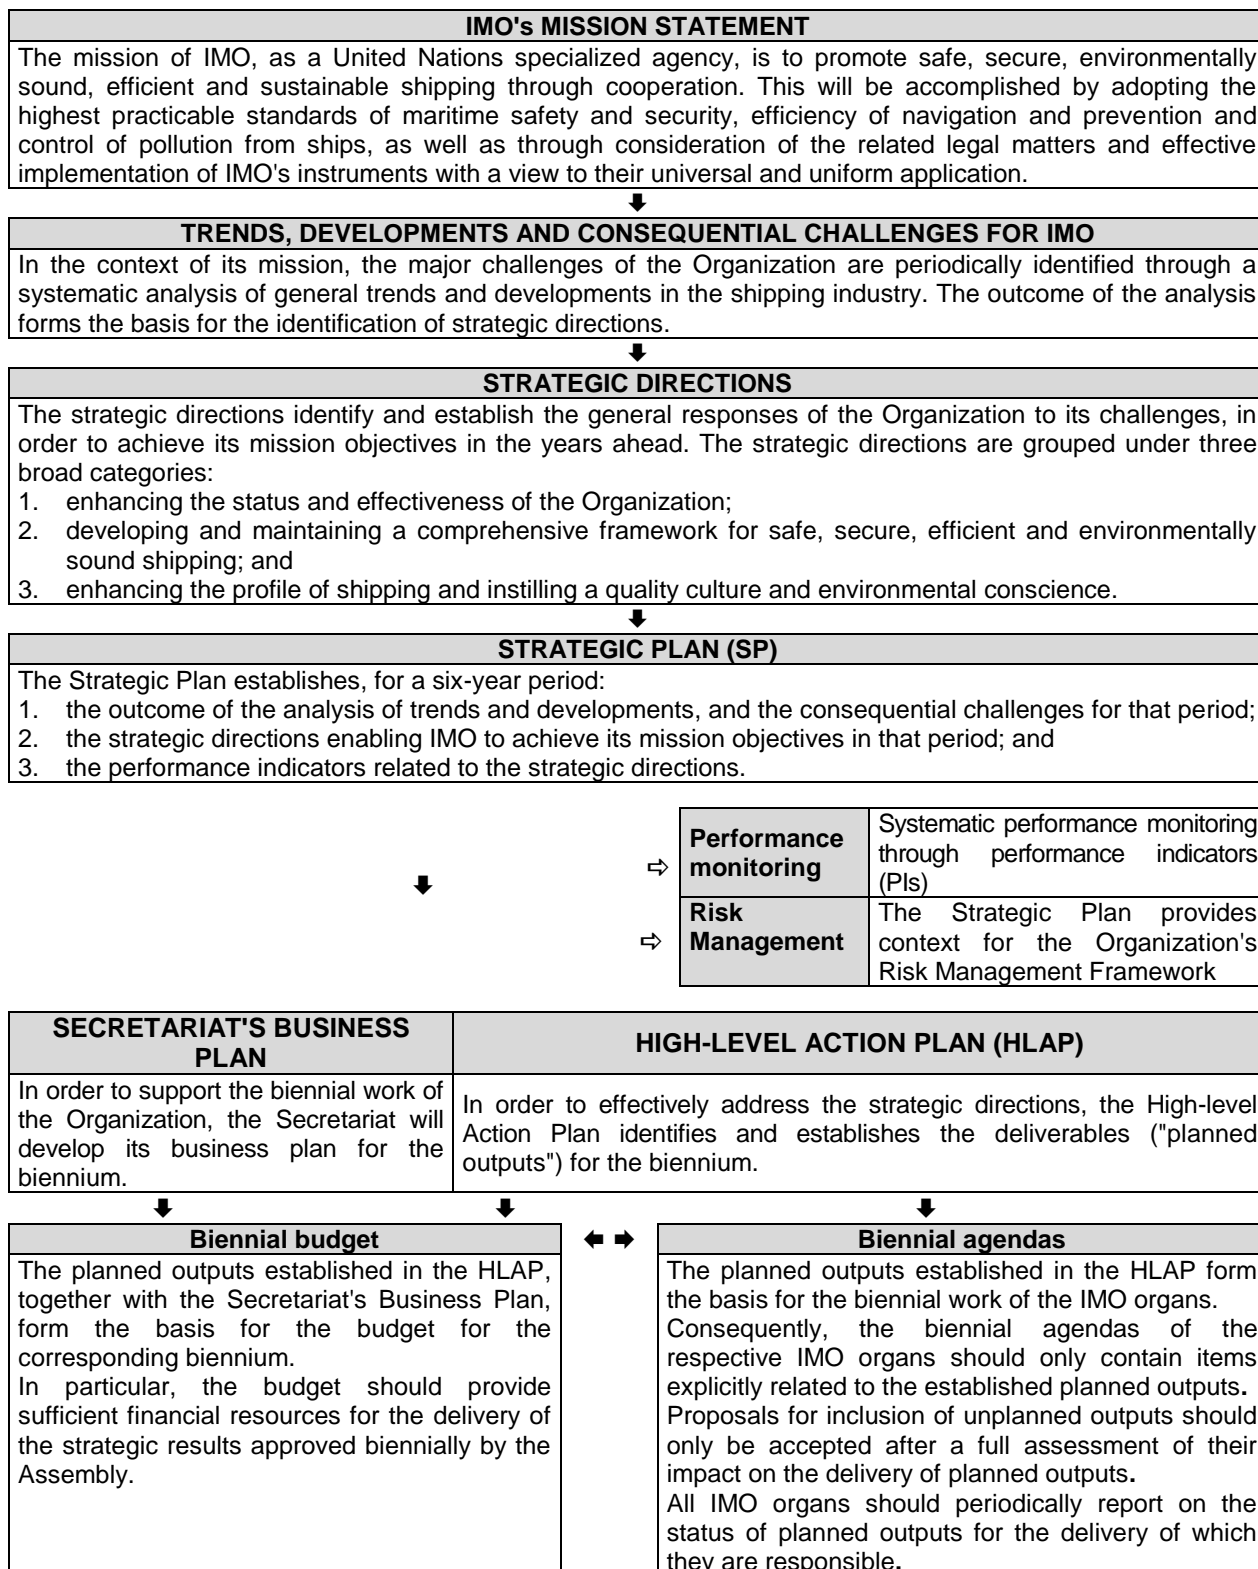 IMO's MISSION STATEMENT
The mission of IMO, as a United Nations specialized agency, is to promote safe, secure, environmentally
sound, efficient and sustainable shipping through cooperation. This will be accomplished by adopting the
highest practicable standards of maritime safety and security, efficiency of navigation and prevention and
control of pollution from ships, as well as through consideration of the related legal matters and effective
implementation of IMO's instruments with a view to their universal and uniform application.
TRENDS, DEVELOPMENTS AND CONSEQUENTIAL CHALLENGES FOR IMO
In the context of its mission, the major challenges of the Organization are periodically identified through a
systematic analysis of general trends and developments in the shipping industry. The outcome of the analysis
forms the basis for the identification of strategic directions.
STRATEGIC DIRECTIONS
The strategic directions identify and establish the general responses of the Organization to its challenges, in
order to achieve its mission objectives in the years ahead. The strategic directions are grouped under three
broad categories:
1. enhancing the status and effectiveness of the Organization;
2. developing and maintaining a comprehensive framework for safe, secure, efficient and environmentally
sound shipping; and
3. enhancing the profile of shipping and instilling a quality culture and environmental conscience.
STRATEGIC PLAN (SP)
The Strategic Plan establishes, for a six-year period:
1. the outcome of the analysis of trends and developments, and the consequential challenges for that period;
2. the strategic directions enabling IMO to achieve its mission objectives in that period; and
3. the performance indicators related to the strategic directions.
Performance
monitoring
Systematic performance monitoring
through performance indicators
(PIs)
Risk
Management
The Strategic Plan provides
context for the Organization's
Risk Management Framework
SECRETARIAT'S BUSINESS
PLAN
In order to support the biennial work of
the Organization, the Secretariat will
develop its business plan for the
biennium.
HIGH-LEVEL ACTION PLAN (HLAP)
In order to effectively address the strategic directions, the High-level
Action Plan identifies and establishes the deliverables ("planned
outputs") for the biennium.
Biennial budget
The planned outputs established in the HLAP,
together with the Secretariat's Business Plan,
form the basis for the budget for the
corresponding biennium.
In particular, the budget should provide
sufficient financial resources for the delivery of
the strategic results approved biennially by the
Assembly.
Biennial agendas
The planned outputs established in the HLAP form
the basis for the biennial work of the IMO organs.
Consequently, the biennial agendas of the
respective IMO organs should only contain items
explicitly related to the established planned outputs.
Proposals for inclusion of unplanned outputs should
only be accepted after a full assessment of their
impact on the delivery of planned outputs.
All IMO organs should periodically report on the
status of planned outputs for the delivery of which
they are responsible.